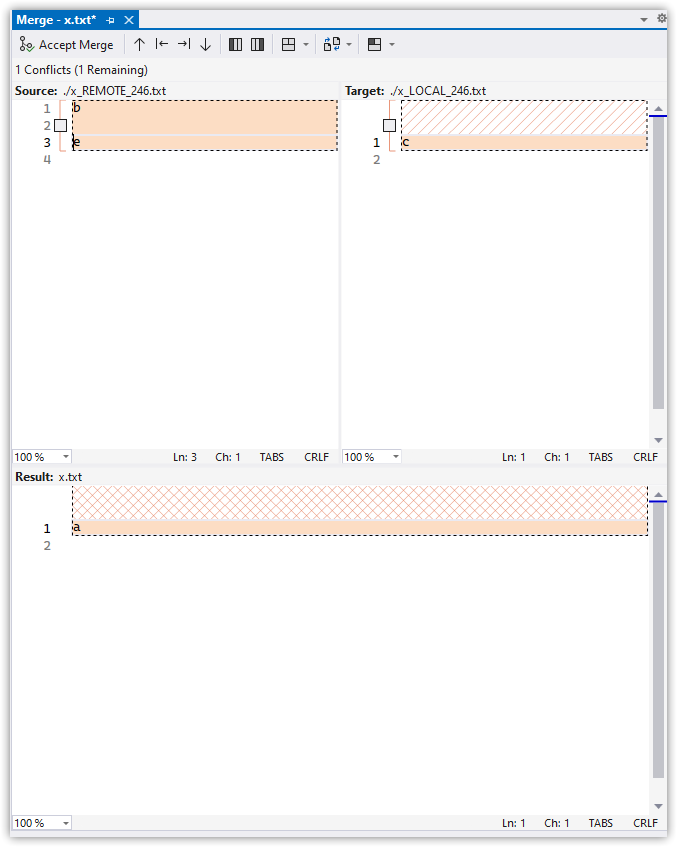 Merge - x.txt*
Accept Merge
1 Conflicts (1 Remaining)
Source: ./x_REMOTE_246.txt
1 b
2
3 e
4
100 % Ln: 3 Ch: 1 TABS CRLF
Target: ./x_LOCAL_246.txt
1 c
2
100 % Ln: 1 Ch: 1 TABS CRLF
Result: x.txt
1 a
2
100 % Ln: 1 Ch: 1 TABS CRLF